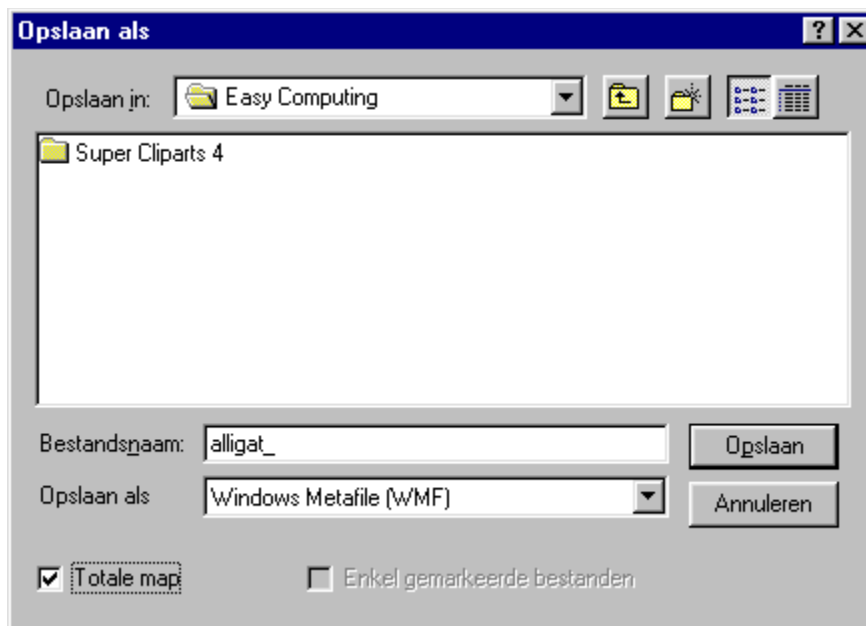 Opslaan als
Opslaan in: Easy Computing
Super Cliparts 4
Bestandsnaam: alligat_
Opslaan
Opslaan als Windows Metafile (WMF)
Annuleren
Totale map Enkel gemarkeerde bestanden